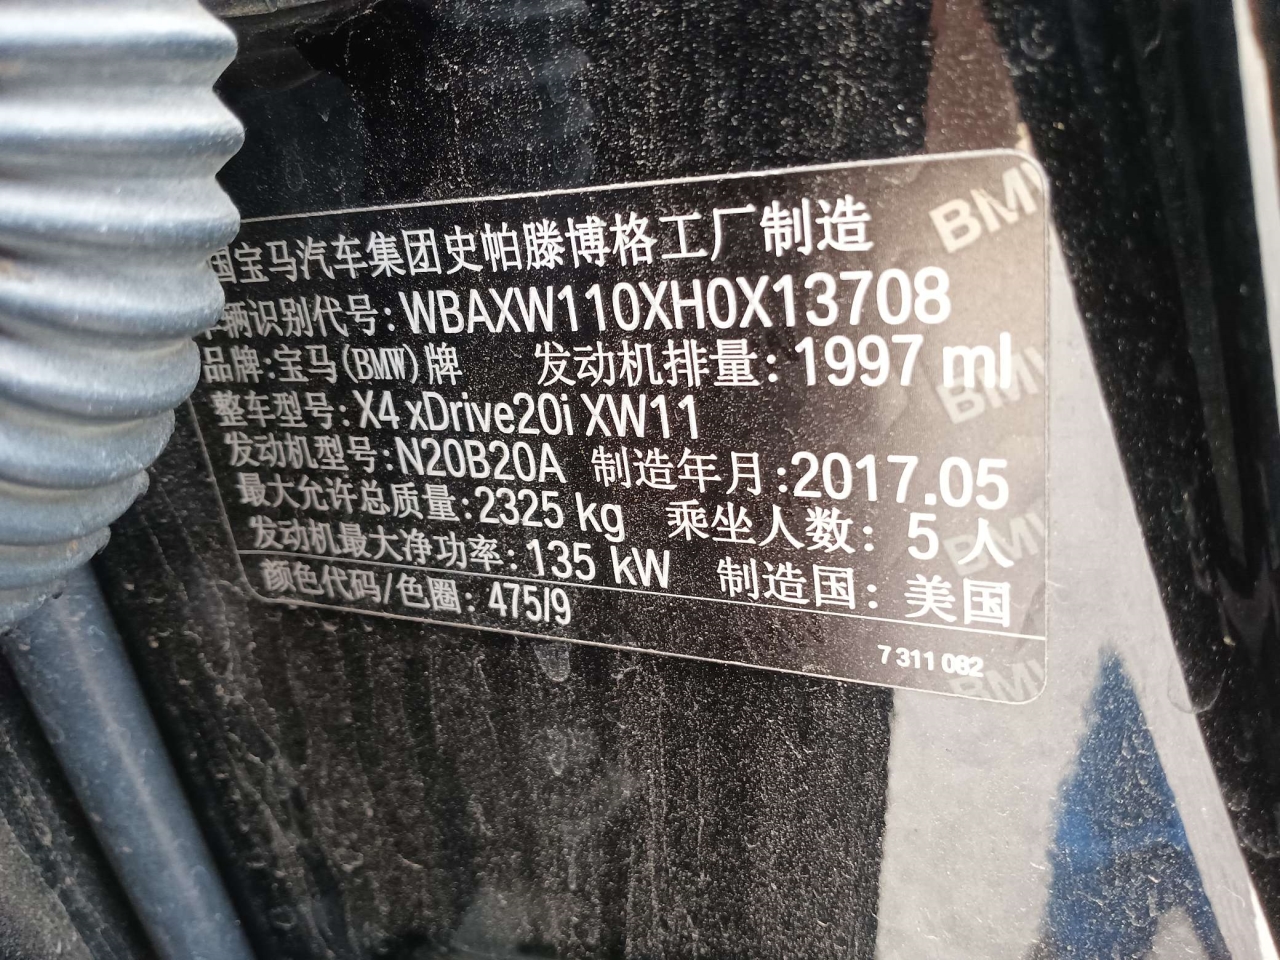 国宝马汽车集团史帕滕博格工厂制造
车辆识别代号: WBAXW110XH0X13708
品牌:宝马(BMW)牌 发动机排量: 1997 ml
整车型号: X4 xDrive20i XW11
发动机型号: N20B20A 制造年月:2017.05
最大允许总质量: 2325 kg 乘坐人数: 5人
发动机最大净功率: 135 kW 制造国: 美国
颜色代码/色圈: 475/9
7 311 082
BMW
BMW
BMW
BMW